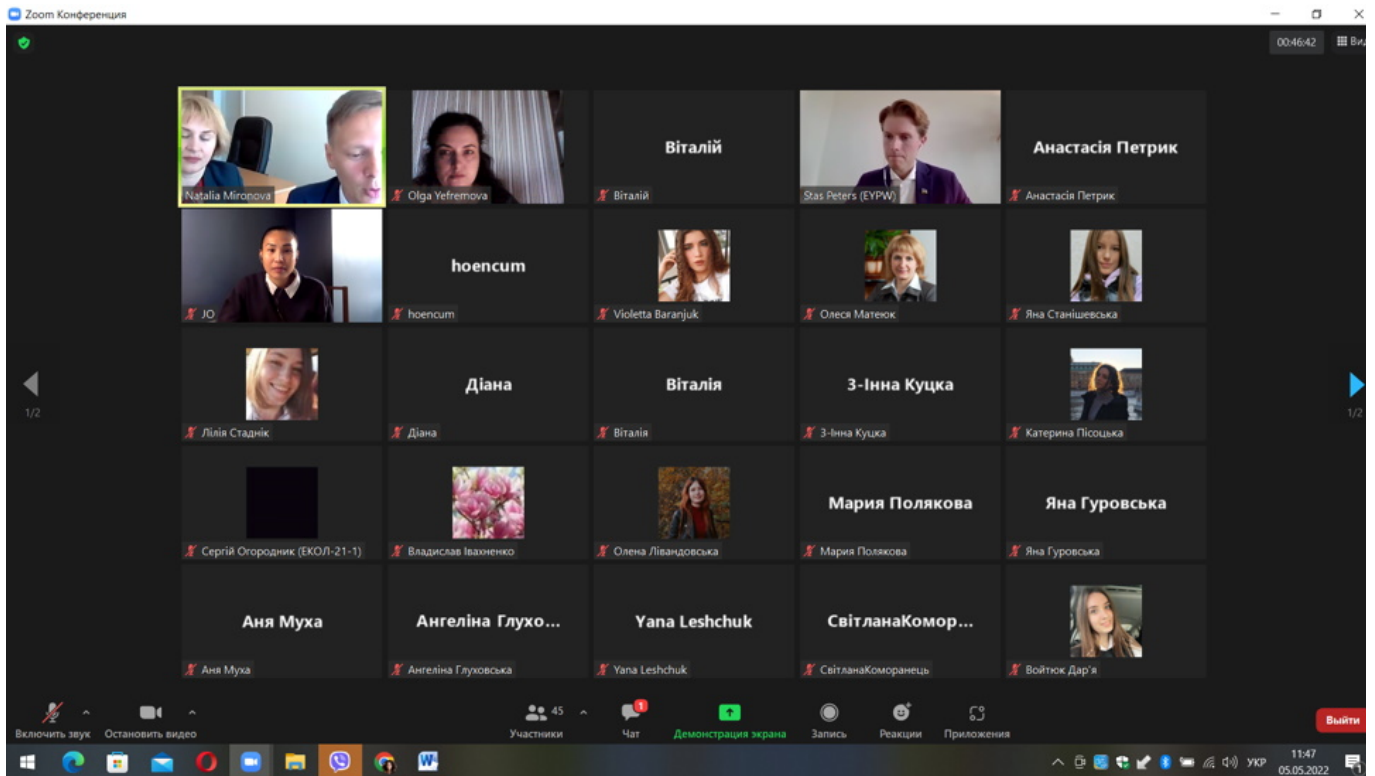 Zoom Конференция
00:46:42
Вид
Natalia Mironova
Olga Yefremova
Віталій
Віталій
Stas Peters (EYPW)
Анастасія Петрик
Анастасія Петрик
JO
hoencum
hoencum
Violetta Baranjuk
Олеся Матеюк
Яна Станішевська
1/2
Лілія Стаднік
Діана
Діана
Віталія
Віталія
3-Інна Куцка
3-Інна Куцка
Катерина Пісоцька
1/2
Сергій Огородник (ЕКОЛ-21-1)
Владислав Івахненко
Олена Лівандовська
Мария Полякова
Мария Полякова
Яна Гуровська
Яна Гуровська
Аня Муха
Аня Муха
Ангеліна Глухо...
Ангеліна Глуховська
Yana Leshchuk
Yana Leshchuk
СвітланаКомор...
СвітланаКоморанець
Войтюк Дар'я
Включить звук
Остановить видео
45
Участники
1
Чат
Демонстрация экрана
Запись
Реакции
Приложения
Выйти
УКР
11:47
05.05.2022